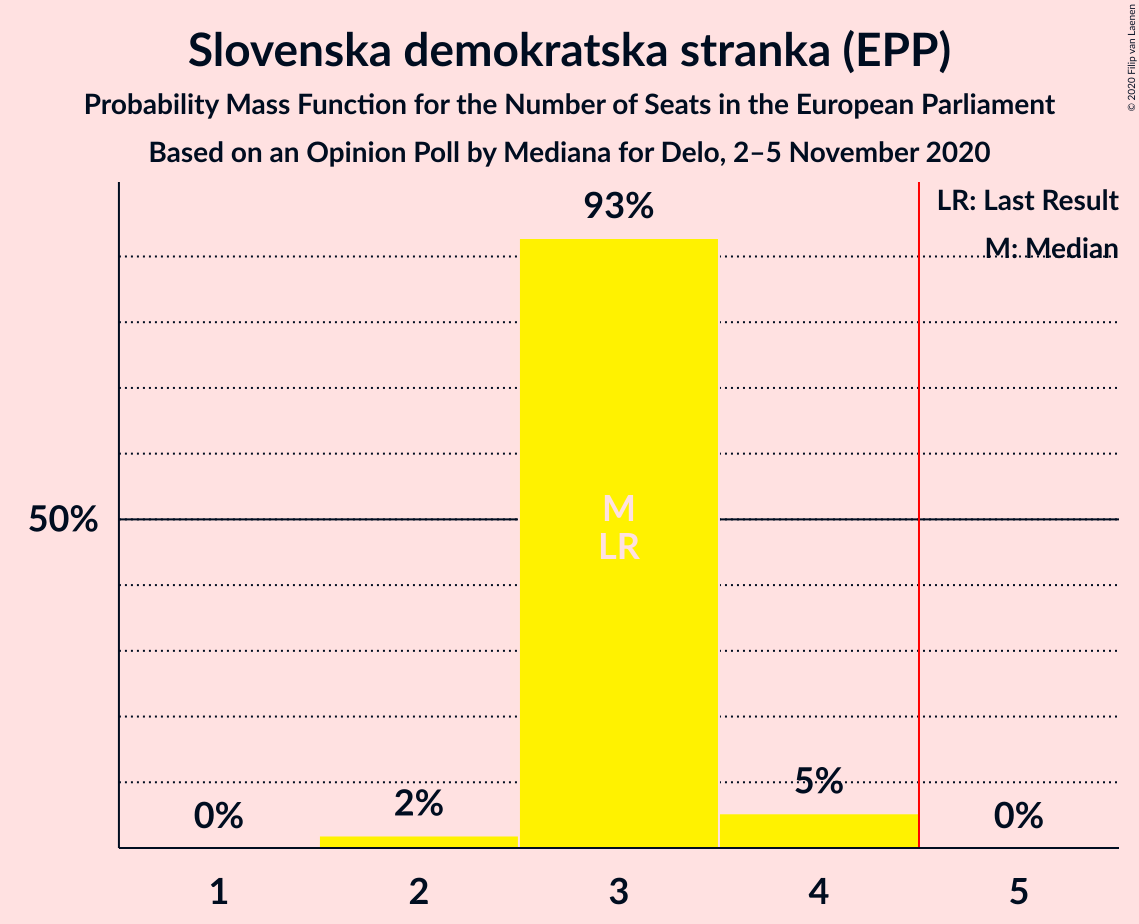 Slovenska demokratska stranka (EPP)
Probability Mass Function for the Number of Seats in the European Parliament
Based on an Opinion Poll by Mediana for Delo, 2–5 November 2020
© 2020 Filip van Laenen
LR: Last Result
M: Median
93%
50%
M
LR
0%
2%
5%
0%
1
2
3
4
5